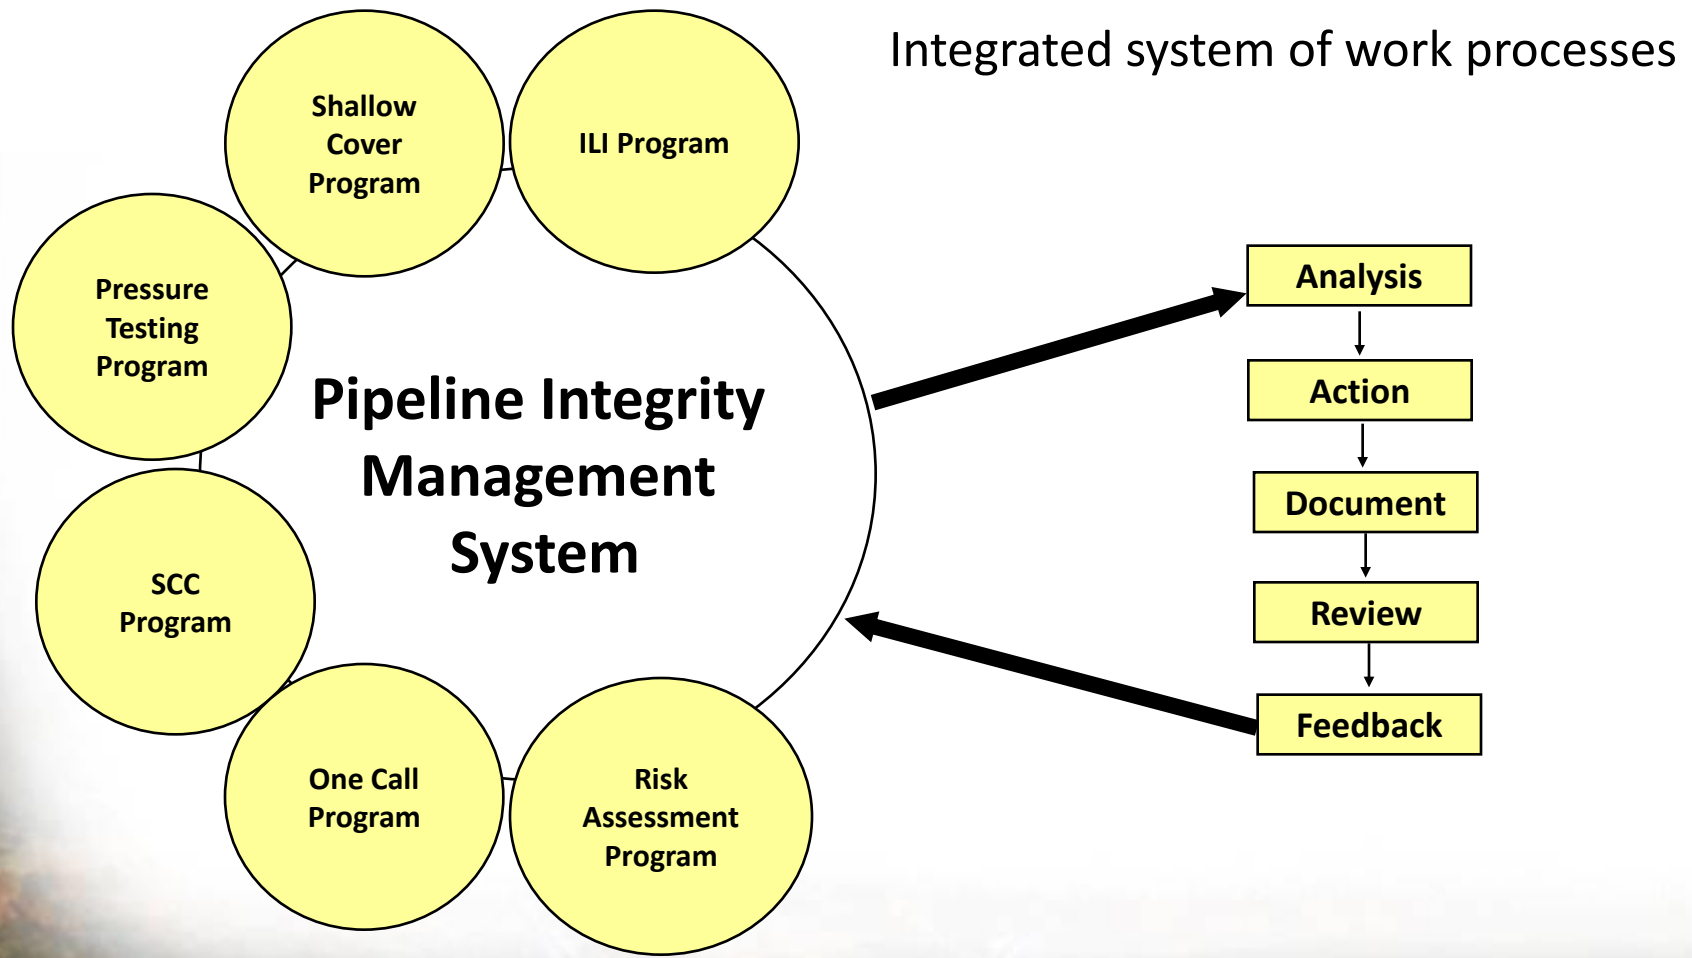 Integrated system of work processes
Shallow
Cover
Program
ILI Program
Pressure
Testing
Program
Pipeline Integrity
Management
System
SCC
Program
One Call
Program
Risk
Assessment
Program
Analysis
Action
Document
Review
Feedback